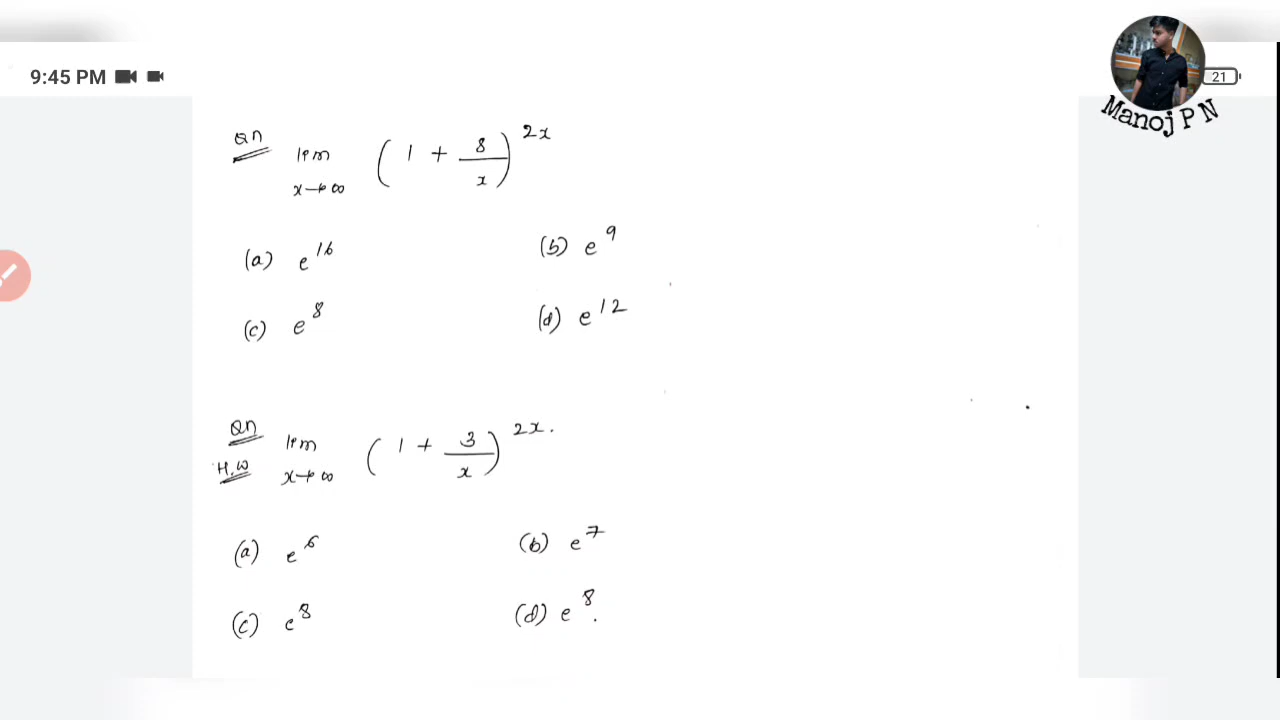 9:45 PM
21
Manoj P N
Qn
lim x→∞ (1 + 8/x)^2x
(a) e^16 (b) e^9
(c) e^8 (d) e^12
Qn
H.W
lim x→∞ (1 + 3/x)^2x.
(a) e^6 (b) e^7
(c) e^8 (d) e^8.